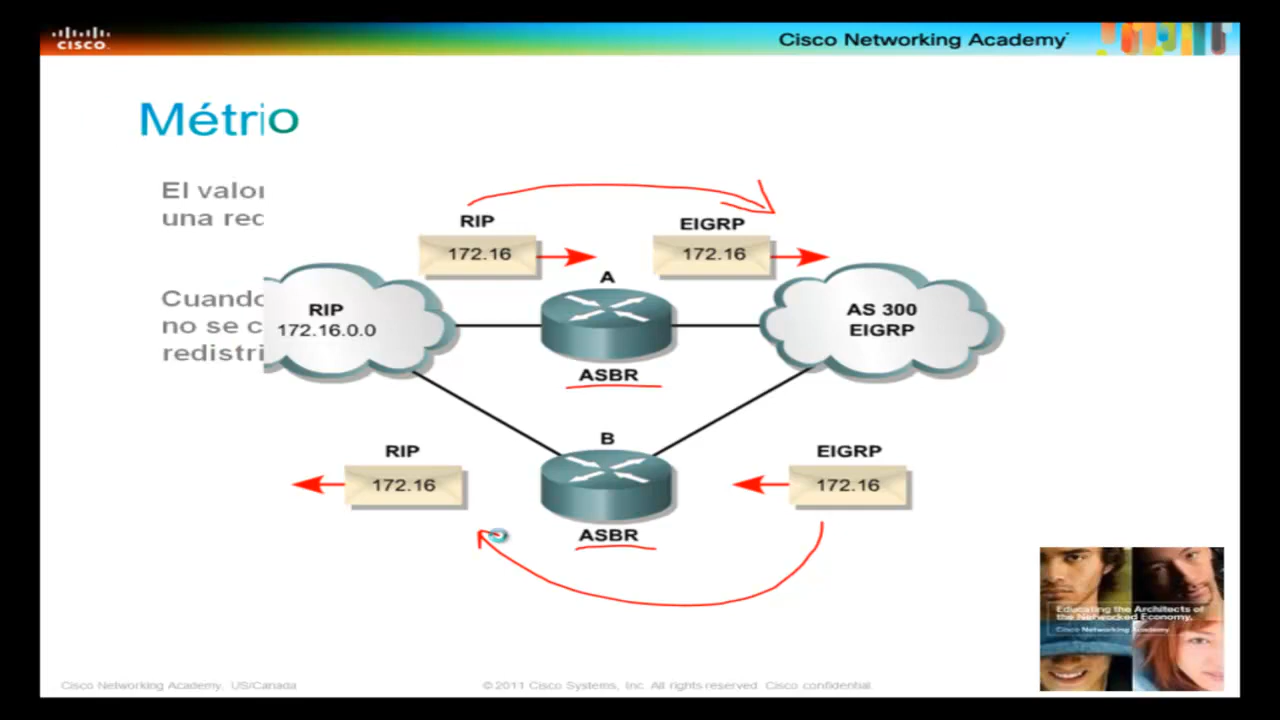 CISCO.
Cisco Networking Academy
Métrio
El valor
una red
RIP
EIGRP
172.16
172.16
A
Cuando
no se c
redistri
RIP
172.16.0.0
AS 300
EIGRP
ASBR
B
RIP
EIGRP
172.16
172.16
ASBR
Educating the Architects of
the Networked Economy.
Cisco Networking Academy
Cisco Networking Academy. US/Canada
© 2011 Cisco Systems, Inc. All rights reserved. Cisco confidential.